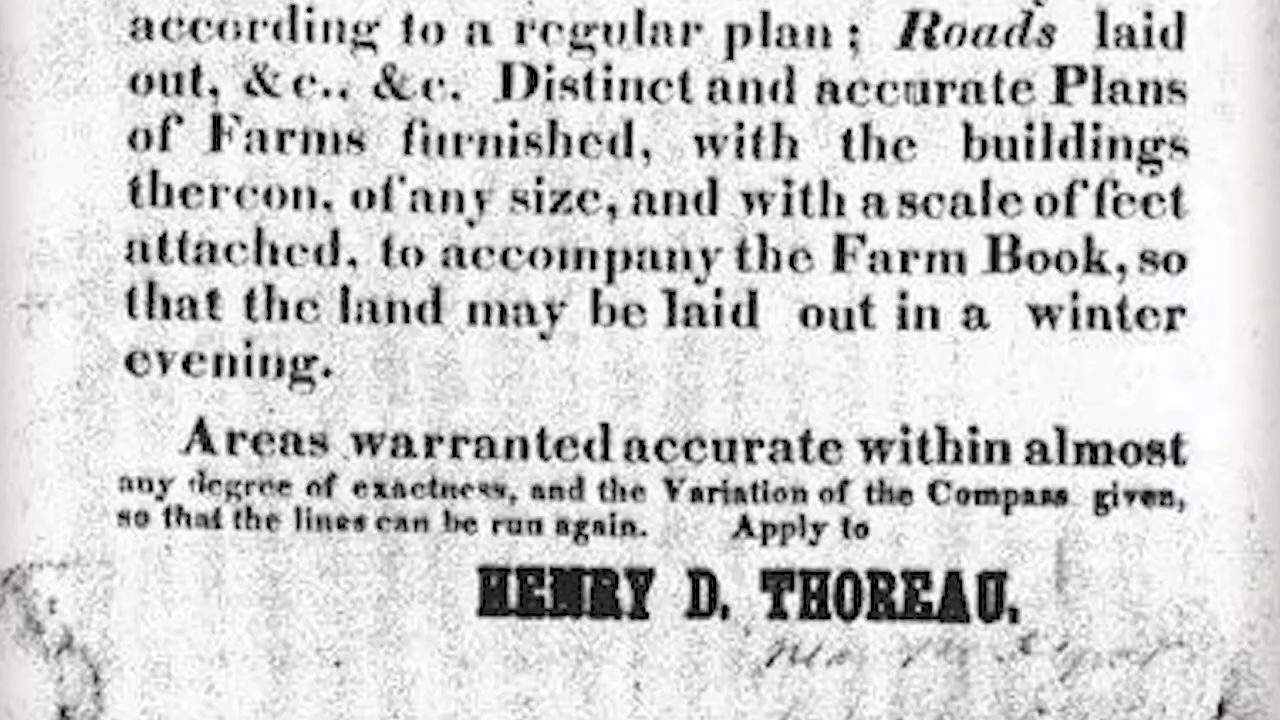 according to a regular plan; Roads laid
out, &c., &c. Distinct and accurate Plans
of Farms furnished, with the buildings
thereon, of any size, and with a scale of feet
attached, to accompany the Farm Book, so
that the land may be laid out in a winter
evening.
Areas warranted accurate within almost
any degree of exactness, and the Variation of the Compass given,
so that the lines can be run again. Apply to
HENRY D. THOREAU.